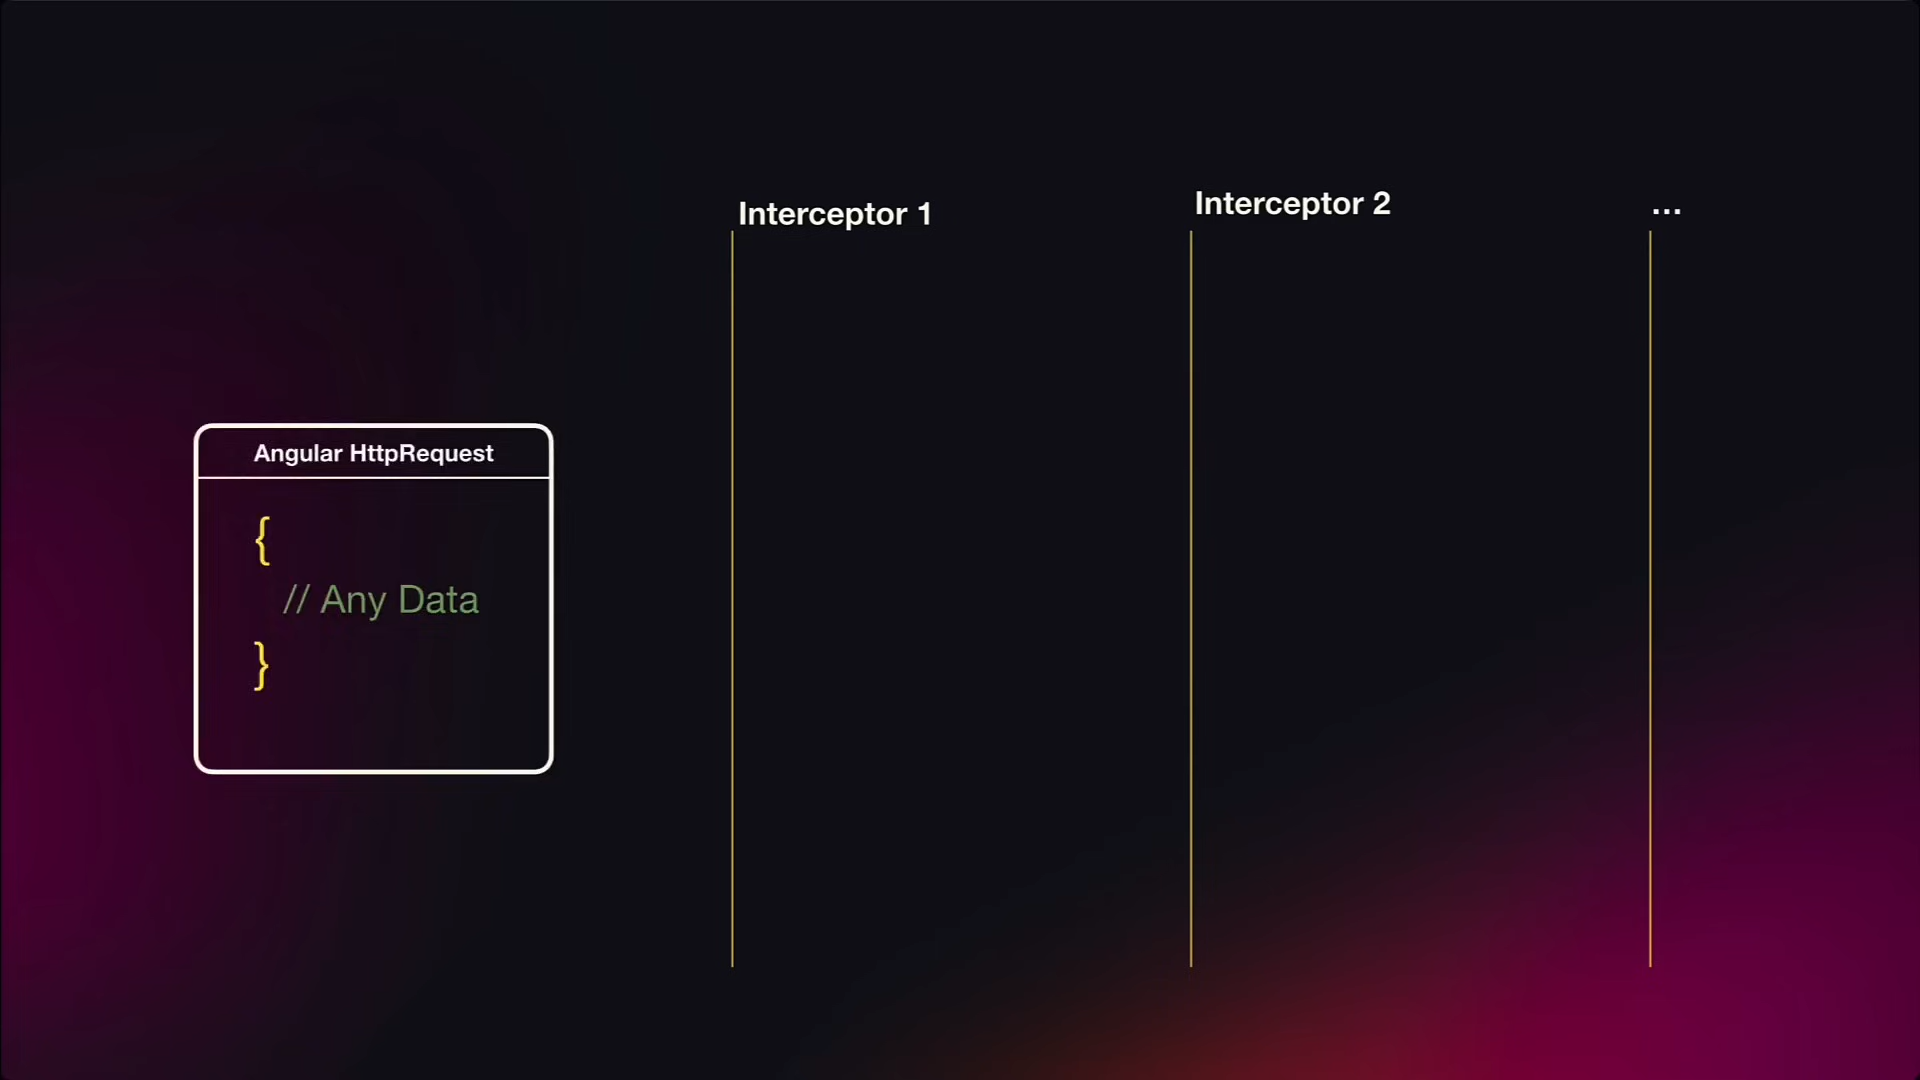 Interceptor 1
Interceptor 2
...
Angular HttpRequest
{
// Any Data
}